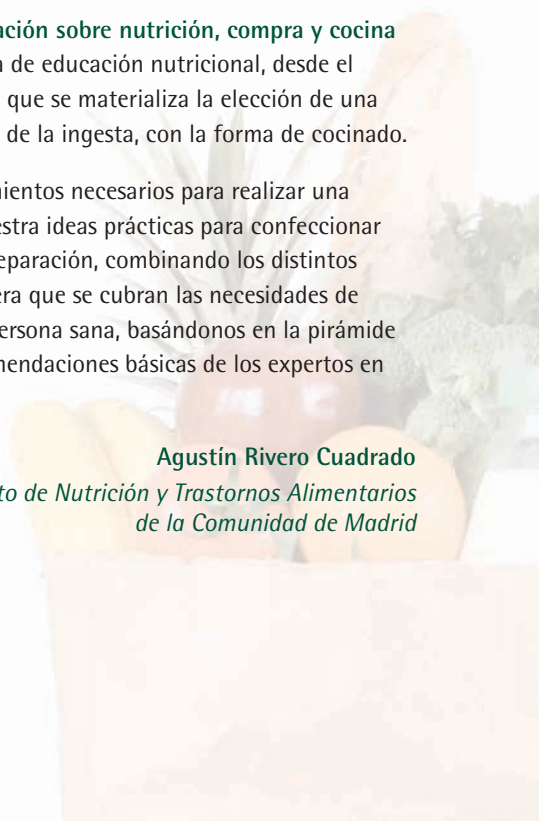 ación sobre nutrición, compra y cocina
a de educación nutricional, desde el
que se materializa la elección de una
de la ingesta, con la forma de cocinado.
mientos necesarios para realizar una
estra ideas prácticas para confeccionar
eparación, combinando los distintos
era que se cubran las necesidades de
persona sana, basándonos en la pirámide
mendaciones básicas de los expertos en
Agustín Rivero Cuadrado
to de Nutrición y Trastornos Alimentarios
de la Comunidad de Madrid